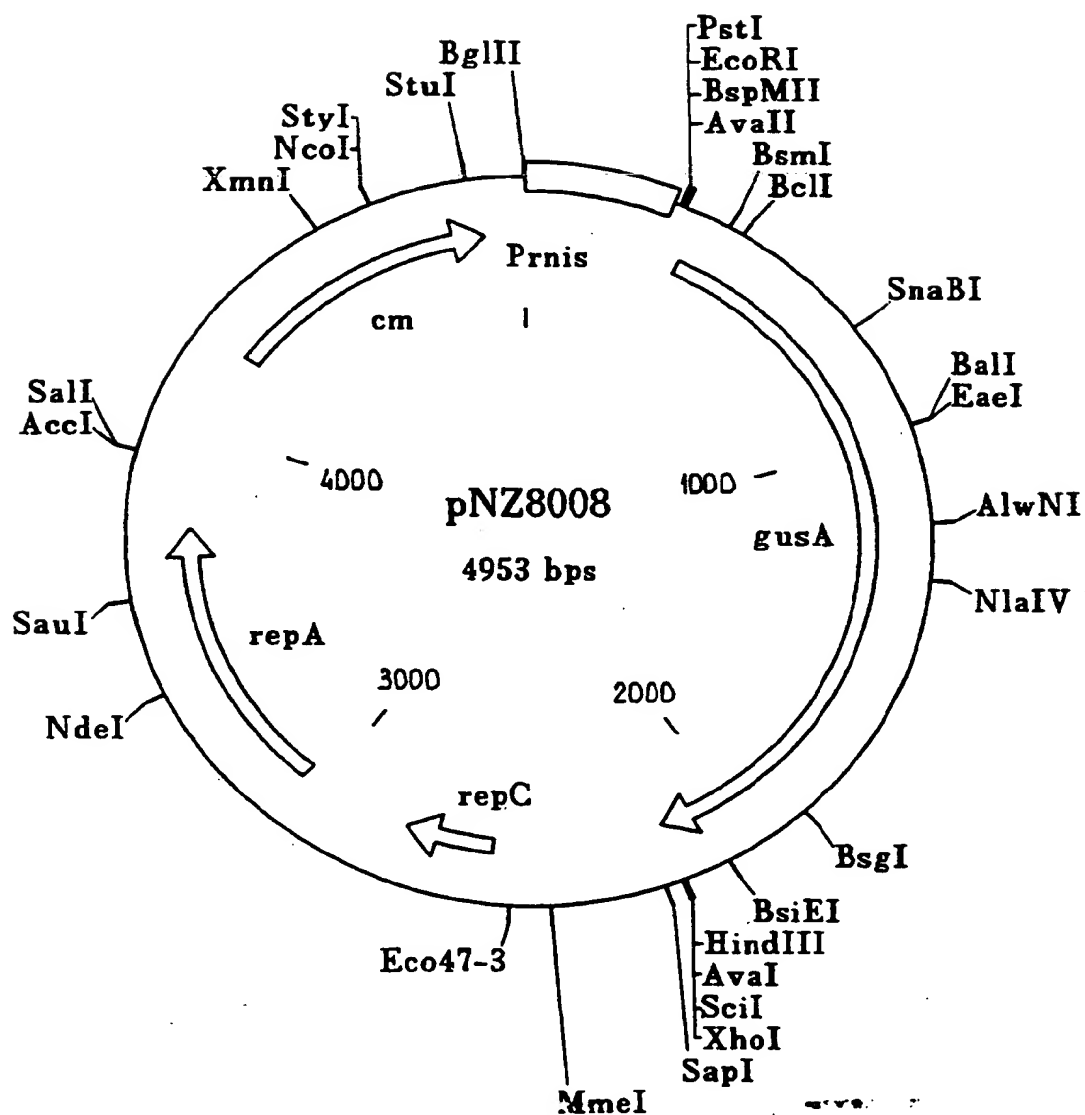 PstI
EcoRI
BspMII
AvaII
BglII
StuI
StyI
NcoI
XmnI
BsmI
BclI
SnaBI
BalI
EaeI
AlwNI
NlaIV
BsgI
BsiEI
HindIII
AvaI
SciI
XhoI
SapI
MmeI
Eco47-3
NdeI
SauI
SalI
AccI
Prnis
cm
1
4000
1000
pNZ8008
4953 bps
gusA
repA
3000
2000
repC